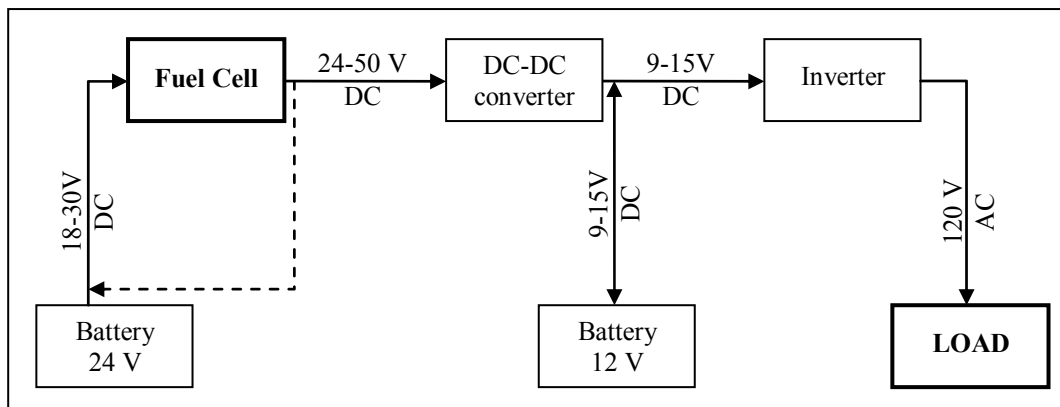 Fuel Cell
24-50 V
DC
DC-DC
converter
9-15V
DC
Inverter
18-30V
DC
9-15V
DC
120 V
AC
Battery
24 V
Battery
12 V
LOAD